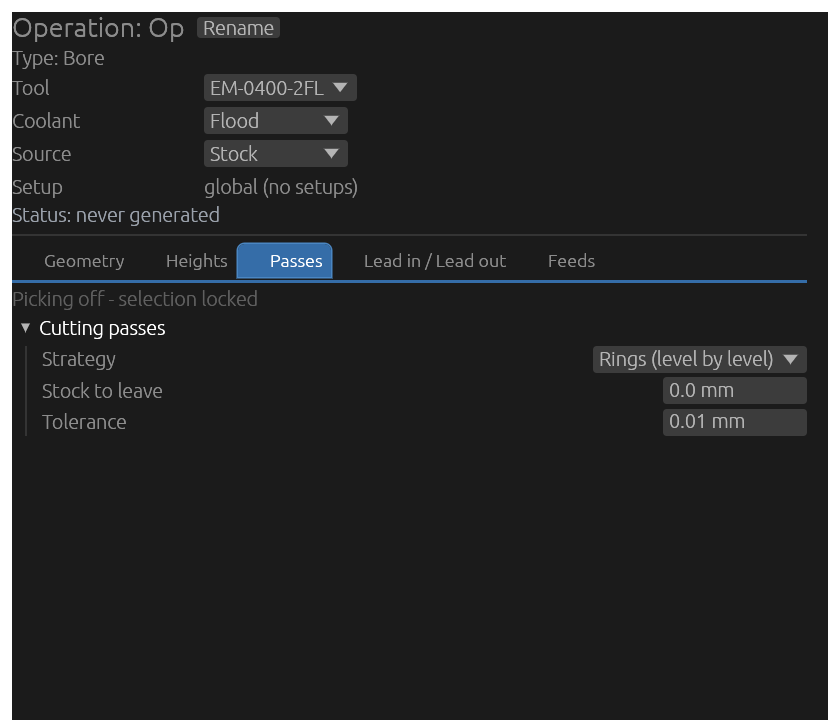 Operation: Op Rename
Type: Bore
Tool EM-0400-2FL
Coolant Flood
Source Stock
Setup global (no setups)
Status: never generated
Geometry Heights Passes Lead in / Lead out Feeds
Picking off - selection locked
Cutting passes
Strategy Rings (level by level)
Stock to leave 0.0 mm
Tolerance 0.01 mm